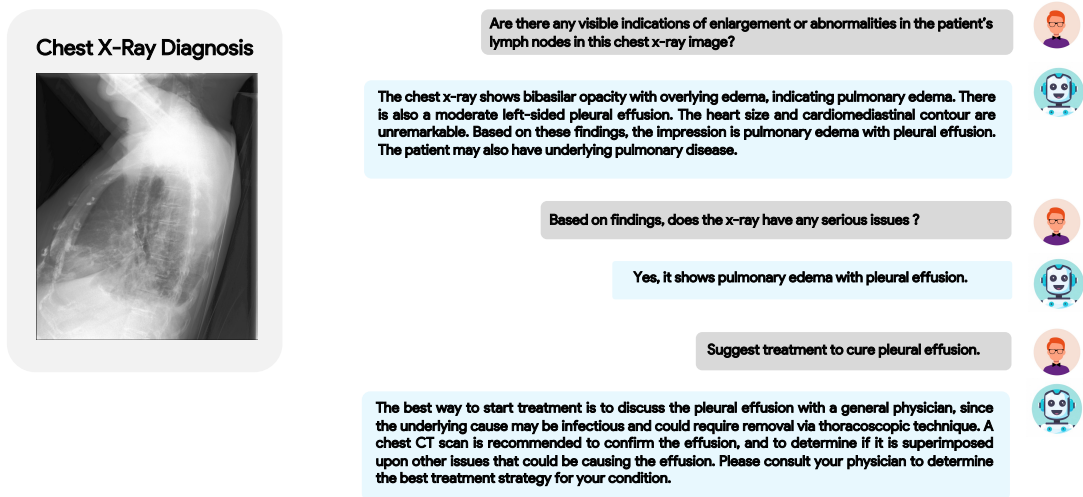 Chest X-Ray Diagnosis
Are there any visible indications of enlargement or abnormalities in the patient's
lymph nodes in this chest x-ray image?
The chest x-ray shows bibasilar opacity with overlying edema, indicating pulmonary edema. There
is also a moderate left-sided pleural effusion. The heart size and cardiomediastinal contour are
unremarkable. Based on these findings, the impression is pulmonary edema with pleural effusion.
The patient may also have underlying pulmonary disease.
Based on findings, does the x-ray have any serious issues ?
Yes, it shows pulmonary edema with pleural effusion.
Suggest treatment to cure pleural effusion.
The best way to start treatment is to discuss the pleural effusion with a general physician, since
the underlying cause may be infectious and could require removal via thoracoscopic technique. A
chest CT scan is recommended to confirm the effusion, and to determine if it is superimposed
upon other issues that could be causing the effusion. Please consult your physician to determine
the best treatment strategy for your condition.